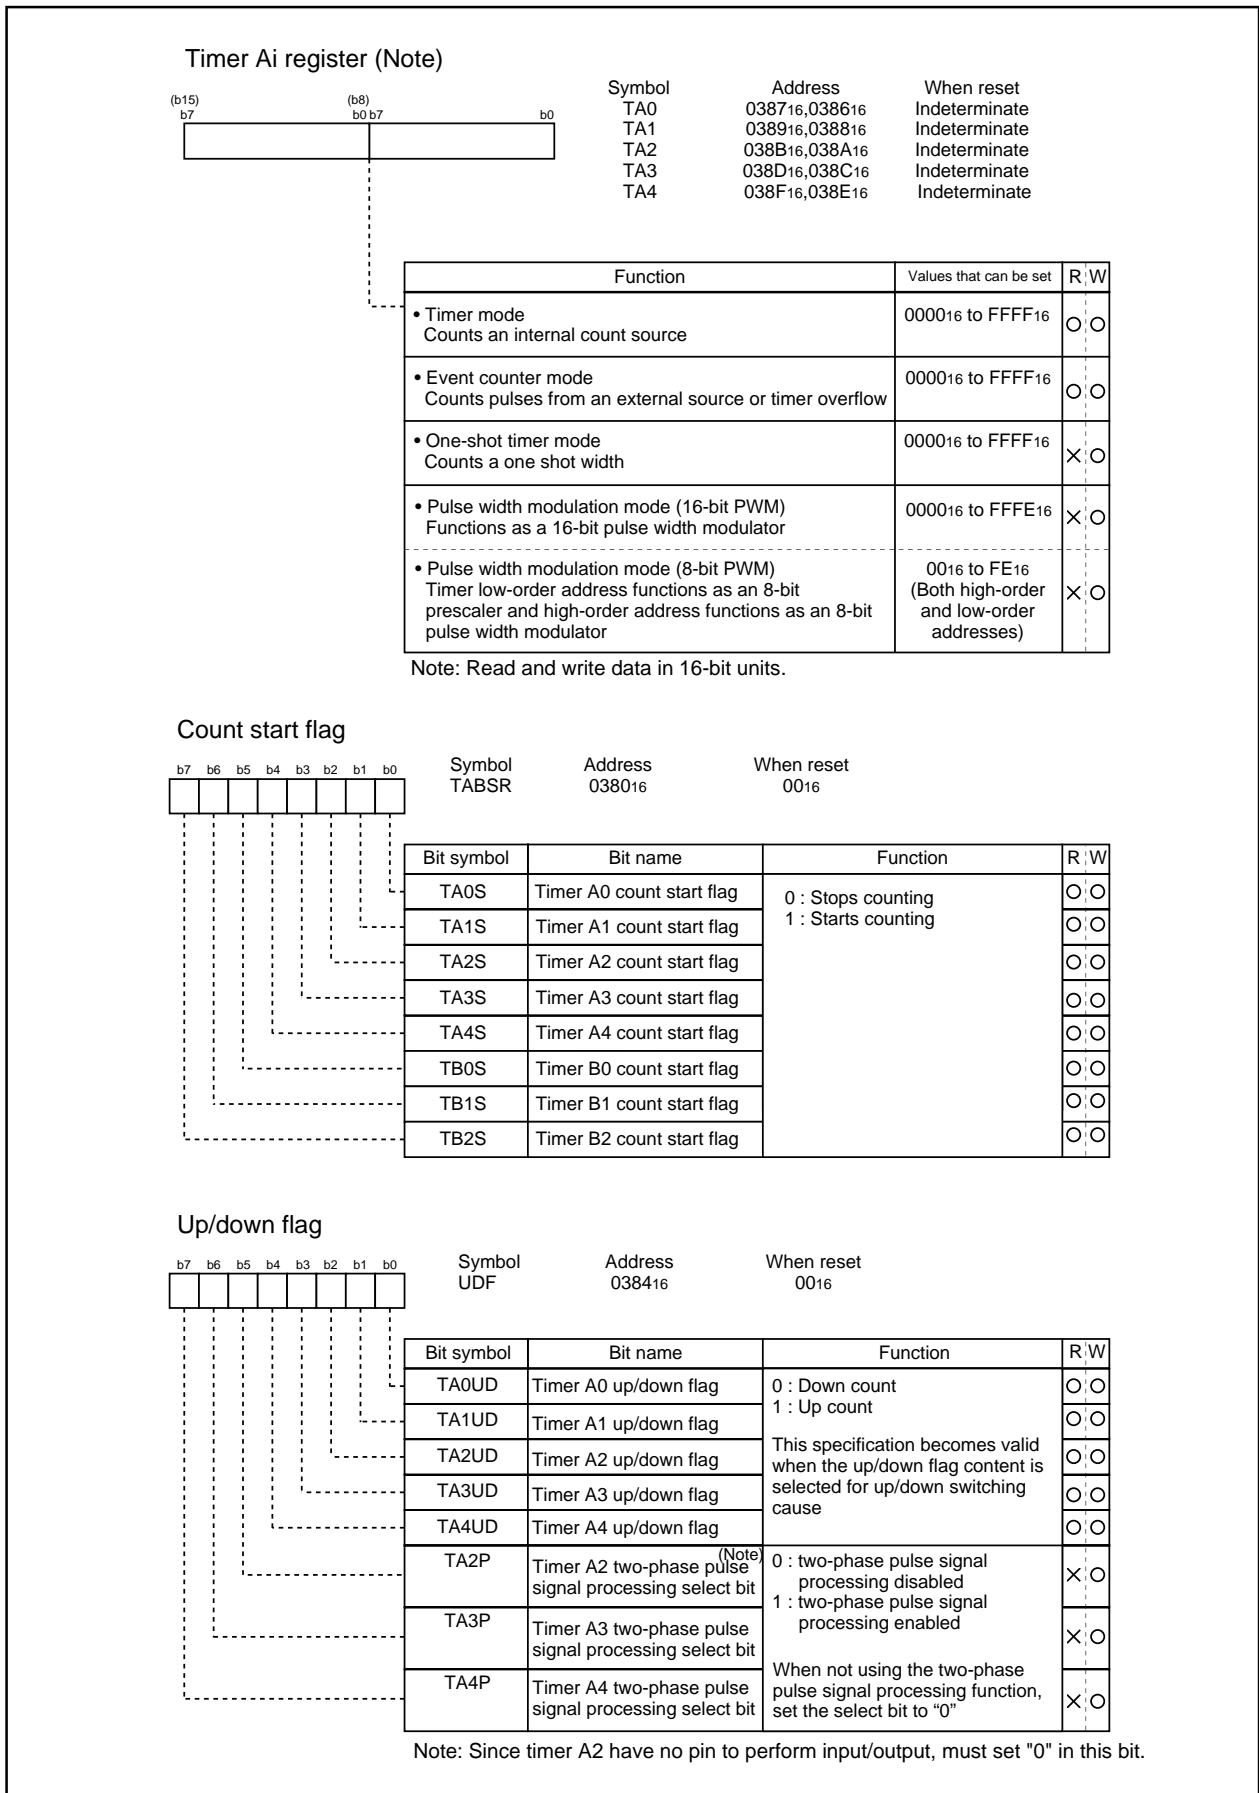 Timer Ai register (Note)
(b15) (b8)
b7 b0 b7 b0
Symbol Address When reset
TA0 038716,038616 Indeterminate
TA1 038916,038816 Indeterminate
TA2 038B16,038A16 Indeterminate
TA3 038D16,038C16 Indeterminate
TA4 038F16,038E16 Indeterminate
Function Values that can be set R W
• Timer mode 000016 to FFFF16
Counts an internal count source
• Event counter mode 000016 to FFFF16
Counts pulses from an external source or timer overflow
• One-shot timer mode 000016 to FFFF16
Counts a one shot width
• Pulse width modulation mode (16-bit PWM) 000016 to FFFE16
Functions as a 16-bit pulse width modulator
• Pulse width modulation mode (8-bit PWM) 0016 to FE16
Timer low-order address functions as an 8-bit (Both high-order
prescaler and high-order address functions as an 8-bit and low-order
pulse width modulator addresses)
Note: Read and write data in 16-bit units.
Count start flag
b7 b6 b5 b4 b3 b2 b1 b0
Symbol Address When reset
TABSR 038016 0016
Bit symbol Bit name Function R W
TA0S Timer A0 count start flag 0 : Stops counting
TA1S Timer A1 count start flag 1 : Starts counting
TA2S Timer A2 count start flag
TA3S Timer A3 count start flag
TA4S Timer A4 count start flag
TB0S Timer B0 count start flag
TB1S Timer B1 count start flag
TB2S Timer B2 count start flag
Up/down flag
b7 b6 b5 b4 b3 b2 b1 b0
Symbol Address When reset
UDF 038416 0016
Bit symbol Bit name Function R W
TA0UD Timer A0 up/down flag 0 : Down count
1 : Up count
TA1UD Timer A1 up/down flag
TA2UD Timer A2 up/down flag This specification becomes valid
when the up/down flag content is
TA3UD Timer A3 up/down flag selected for up/down switching
cause
TA4UD Timer A4 up/down flag
(Note)
TA2P Timer A2 two-phase pulse 0 : two-phase pulse signal
signal processing select bit processing disabled
1 : two-phase pulse signal
TA3P Timer A3 two-phase pulse processing enabled
signal processing select bit
When not using the two-phase
TA4P Timer A4 two-phase pulse pulse signal processing function,
signal processing select bit set the select bit to “0”
Note: Since timer A2 have no pin to perform input/output, must set "0" in this bit.